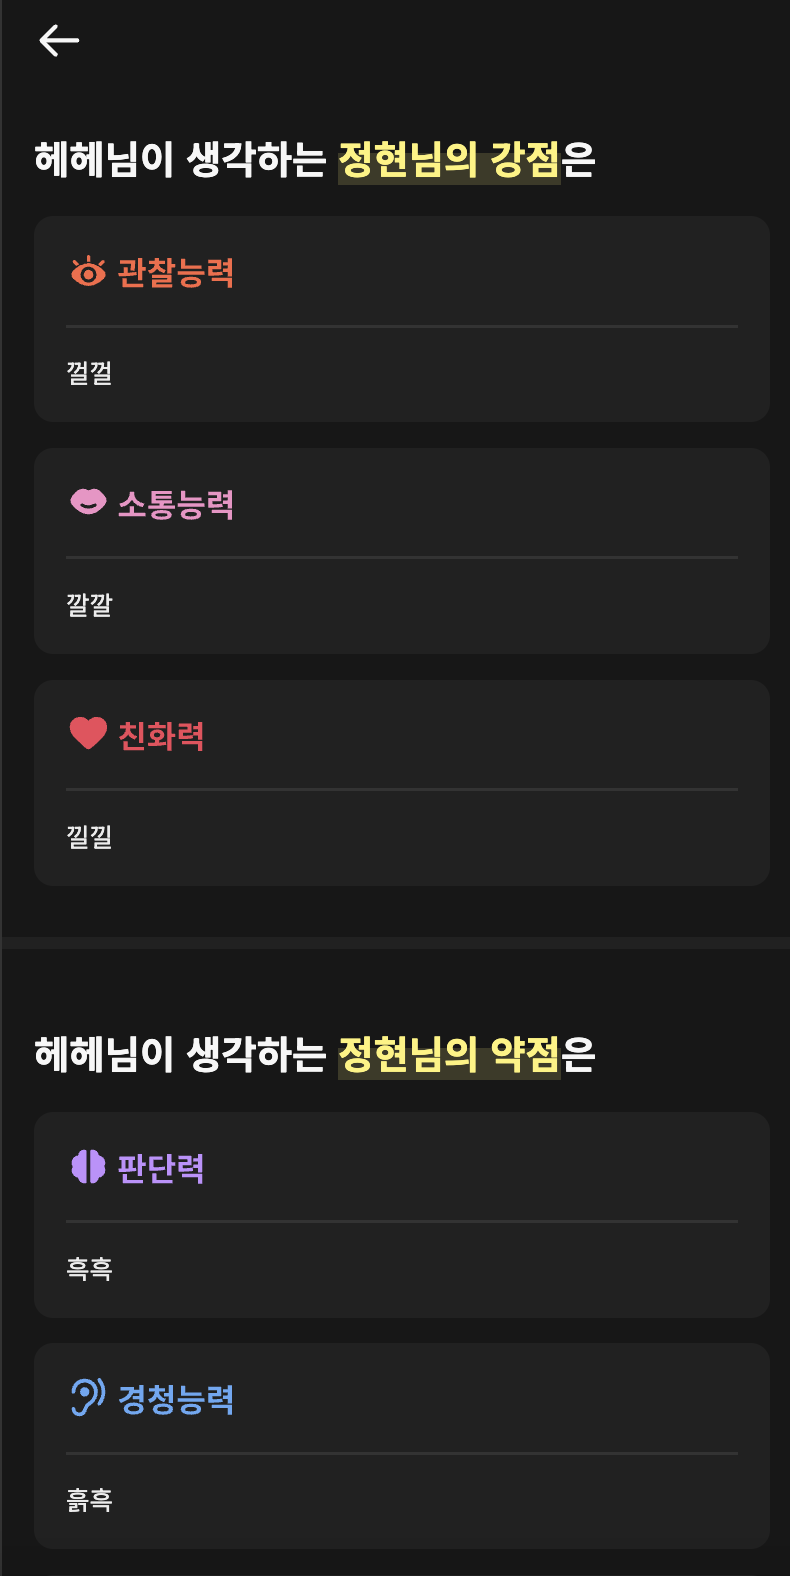 헤헤님이 생각하는 정현님의 강점은
관찰능력
껄껄
소통능력
깔깔
친화력
낄낄
헤헤님이 생각하는 정현님의 약점은
판단력
흑흑
경청능력
흙흑